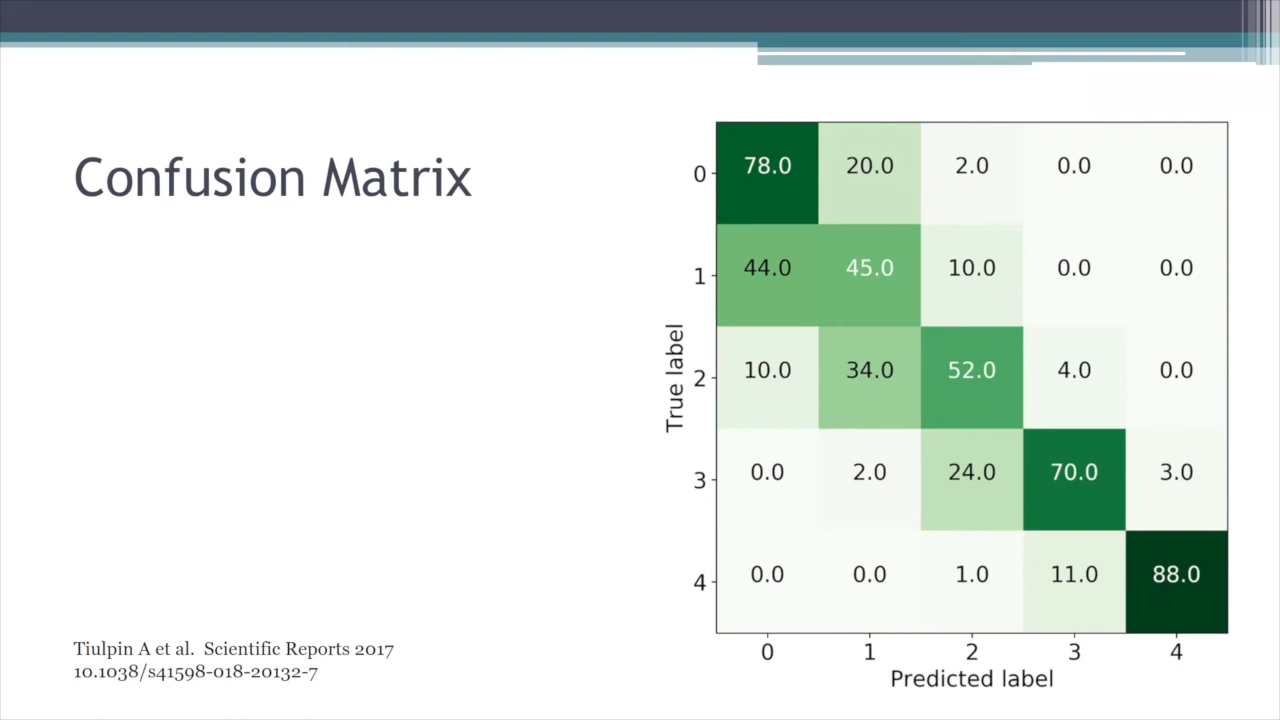 Confusion Matrix
0 78.0 20.0 2.0 0.0 0.0
1 44.0 45.0 10.0 0.0 0.0
2 10.0 34.0 52.0 4.0 0.0
3 0.0 2.0 24.0 70.0 3.0
4 0.0 0.0 1.0 11.0 88.0
0 1 2 3 4
True label
Predicted label
Tiulpin A et al. Scientific Reports 2017
10.1038/s41598-018-20132-7